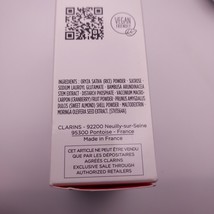 VEGAN
INGREDIENTS : ORYZA SATIVA (RICE) POWDER - SUCROSE -
SODIUM LAUROYL GLUTAMATE - BAMBUSA ARUNDINACEA
STEM EXTRACT - DISTARCH PHOSPHATE - VACCINIUM MACRO-
CARPON (CRANBERRY) FRUIT POWDER - PRUNUS AMYGDALUS
DULCIS (SWEET ALMOND) SHELL POWDER - MALTODEXTRIN -
MORINGA OLEIFERA SEED EXTRACT.
CLARINS - 92200 Neuilly-sur-Seine
95300 Pontoise - France
Made in France
CET ARTICLE NE PEUT ÊTRE VENDU
QUE PAR LES DÉPOSITAIRES
AGRÉÉS CLARINS
EXCLUSIVE SALE THROUGH
AUTHORIZED RETAILERS